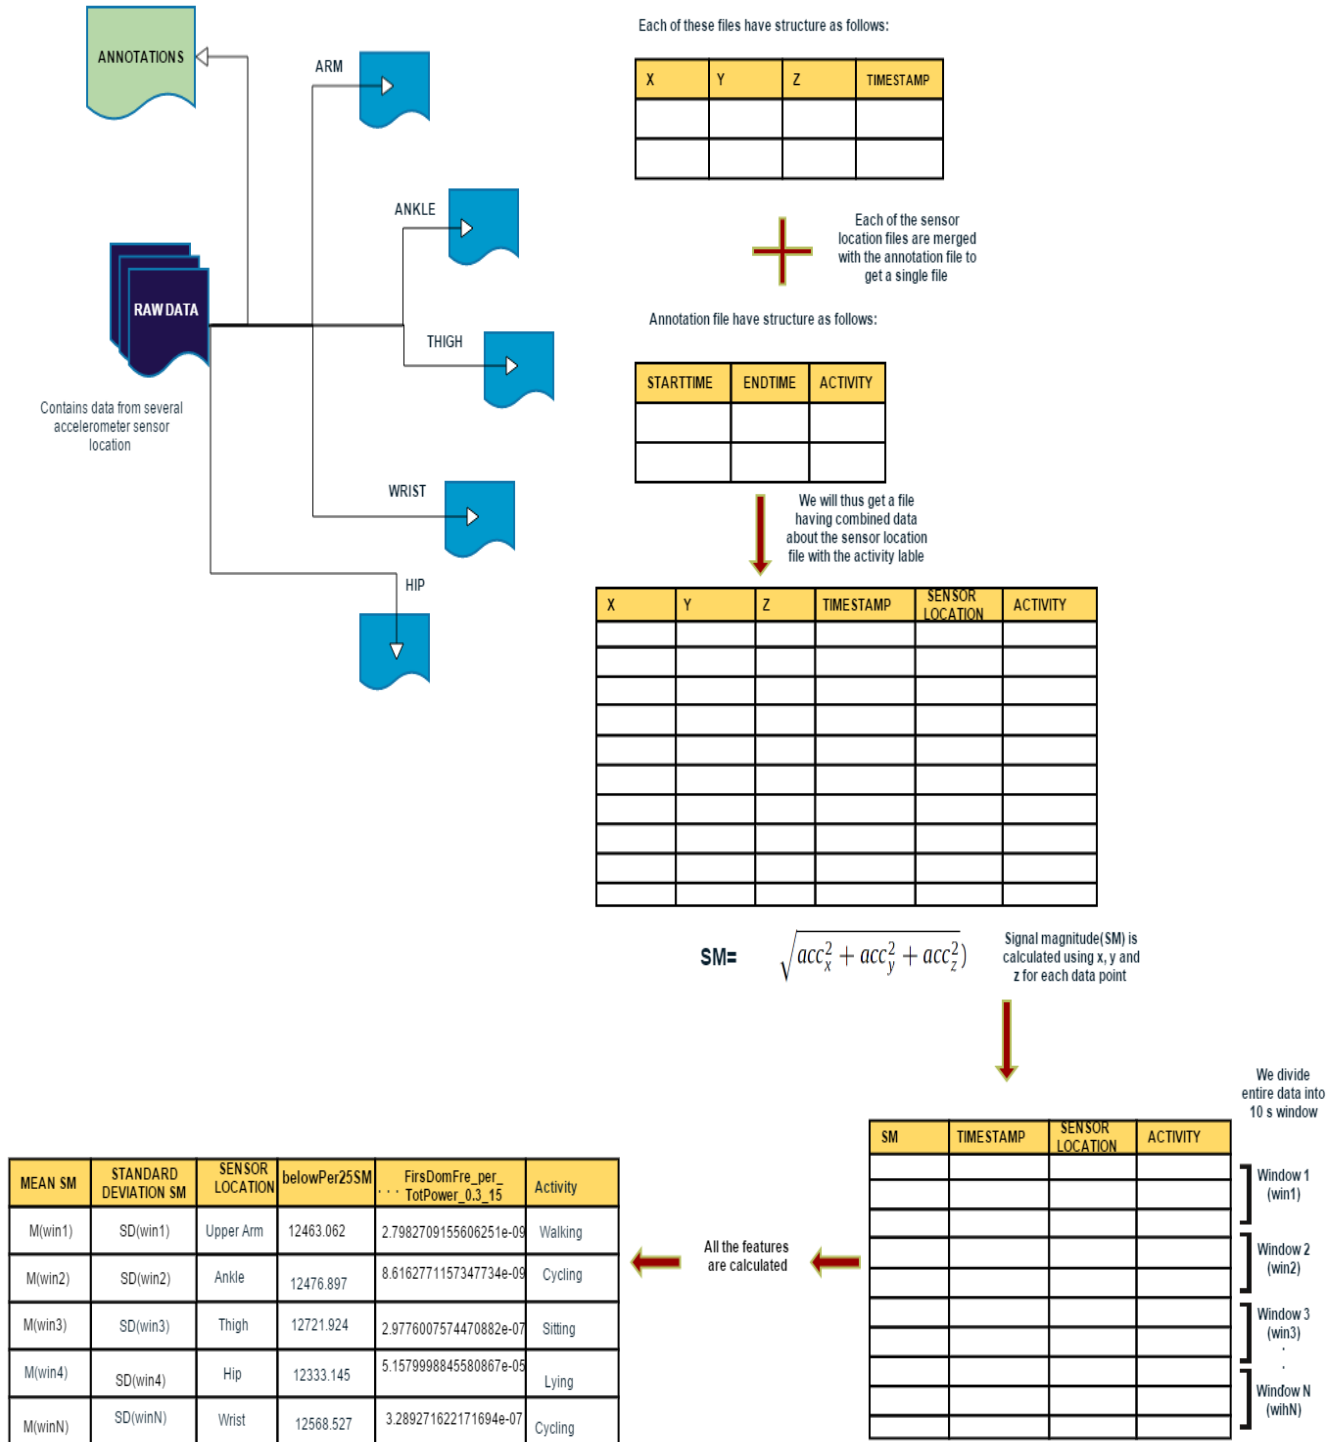 ANNOTATIONS
ARM
ANKLE
RAW DATA
THIGH
Contains data from several
accelerometer sensor
location
WRIST
HIP
Each of these files have structure as follows:
X Y Z TIMESTAMP
Each of the sensor
location files are merged
with the annotation file to
get a single file
Annotation file have structure as follows:
STARTTIME ENDTIME ACTIVITY
We will thus get a file
having combined data
about the sensor location
file with the activity lable
X Y Z TIMESTAMP SENSOR LOCATION ACTIVITY
SM= √acc_x^2 + acc_y^2 + acc_z^2)
Signal magnitude(SM) is
calculated using x, y and
z for each data point
We divide
entire data into
10 s window
SM TIMESTAMP SENSOR LOCATION ACTIVITY
Window 1
(win1)
Window 2
(win2)
Window 3
(win3)
.
.
Window N
(wihN)
All the features
are calculated
MEAN SM STANDARD DEVIATION SM SENSOR LOCATION belowPer25SM . . . FirsDomFre_per_TotPower_0.3_15 Activity
M(win1) SD(win1) Upper Arm 12463.062 2.7982709155606251e-09 Walking
M(win2) SD(win2) Ankle 12476.897 8.6162771157347734e-09 Cycling
M(win3) SD(win3) Thigh 12721.924 2.9776007574470882e-07 Sitting
M(win4) SD(win4) Hip 12333.145 5.1579998845580867e-05 Lying
M(winN) SD(winN) Wrist 12568.527 3.289271622171694e-07 Cycling